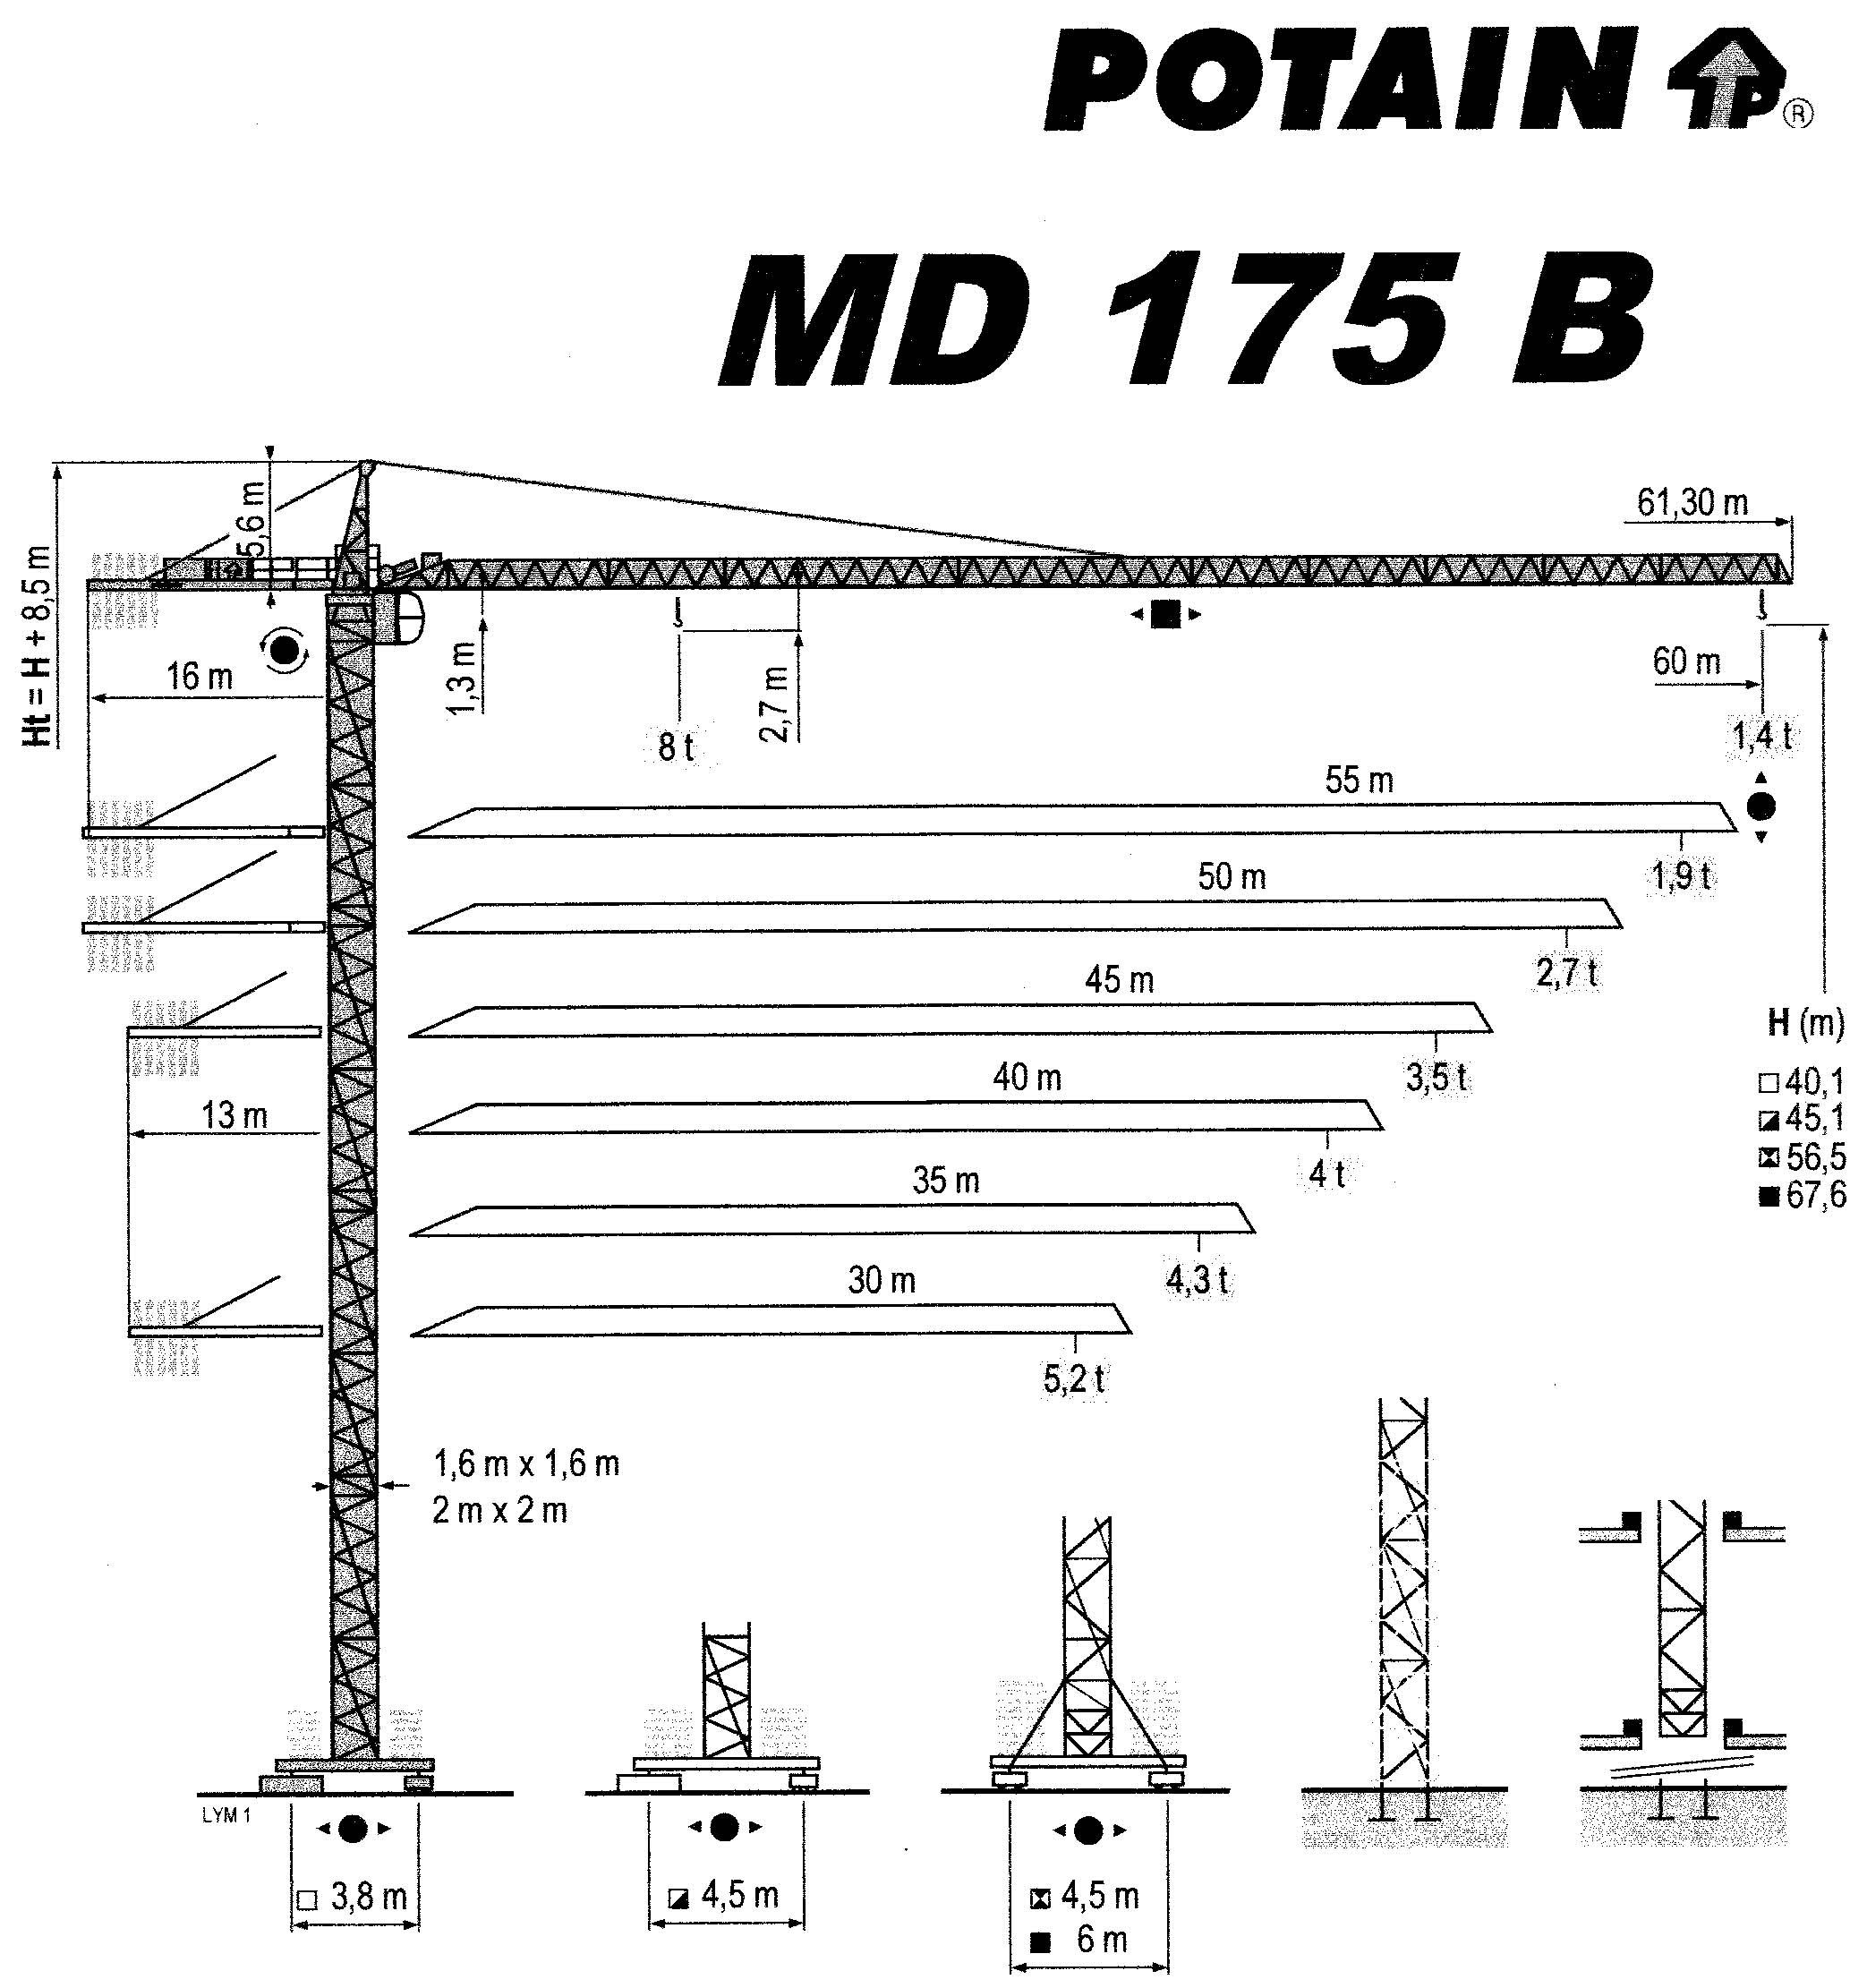 POTAIN
P®
MD 175 B
61,30 m
5,6 m
Ht = H + 8,5 m
16 m
1,3 m
8 t
2,7 m
60 m
1,4 t
55 m
1,9 t
50 m
2,7 t
45 m
3,5 t
H (m)
□ 40,1
45,1
56,5
■ 67,6
40 m
4 t
13 m
35 m
4,3 t
30 m
5,2 t
1,6 m x 1,6 m
2 m x 2 m
LYM 1
□ 3,8 m
4,5 m
4,5 m
■ 6 m